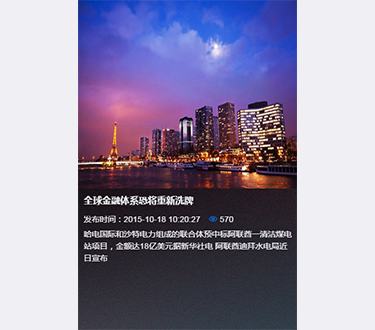 全球金融体系恐将重新洗牌
发布时间：2015-10-18 10:20:27 570
哈电国际和沙特电力组成的联合体预中标阿联酋一清洁煤电
站项目，金额达18亿美元据新华社电 阿联酋迪拜水电局近
日宣布